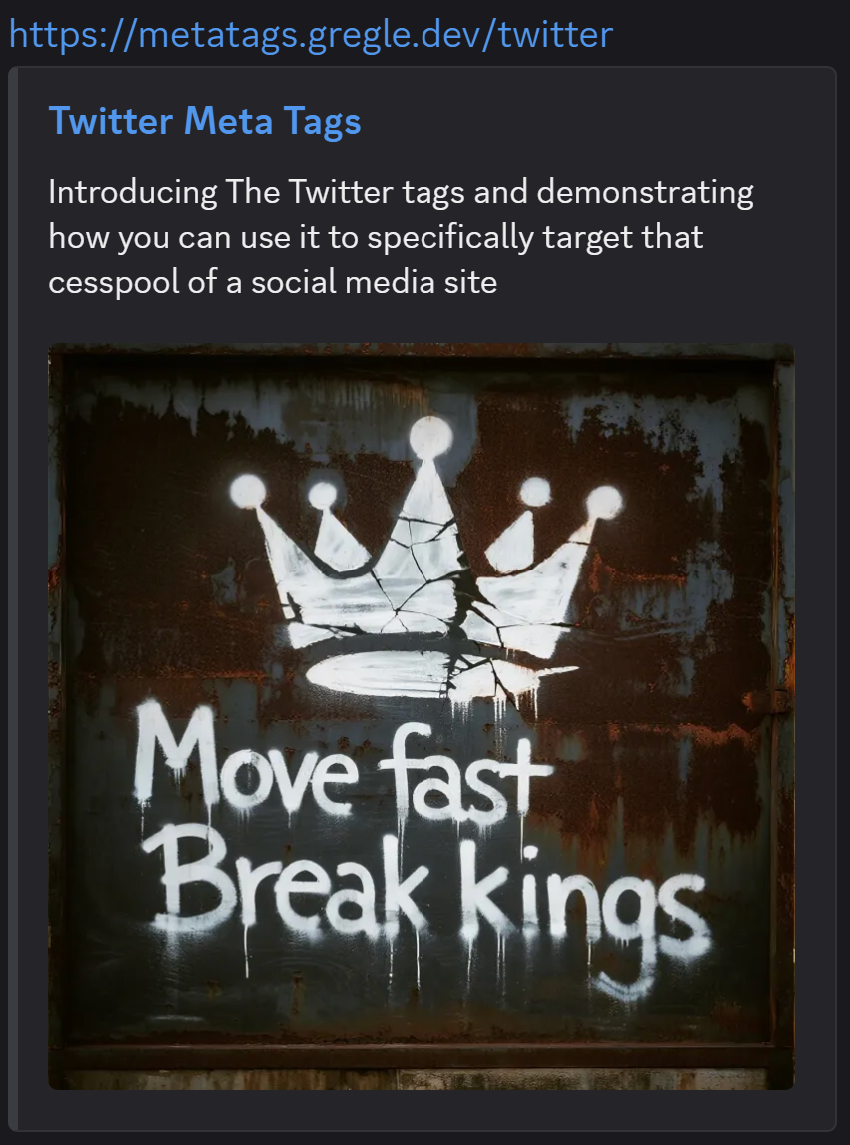 https://metatags.gregle.dev/twitter
Twitter Meta Tags
Introducing The Twitter tags and demonstrating
how you can use it to specifically target that
cesspool of a social media site
Move fast
Break kings